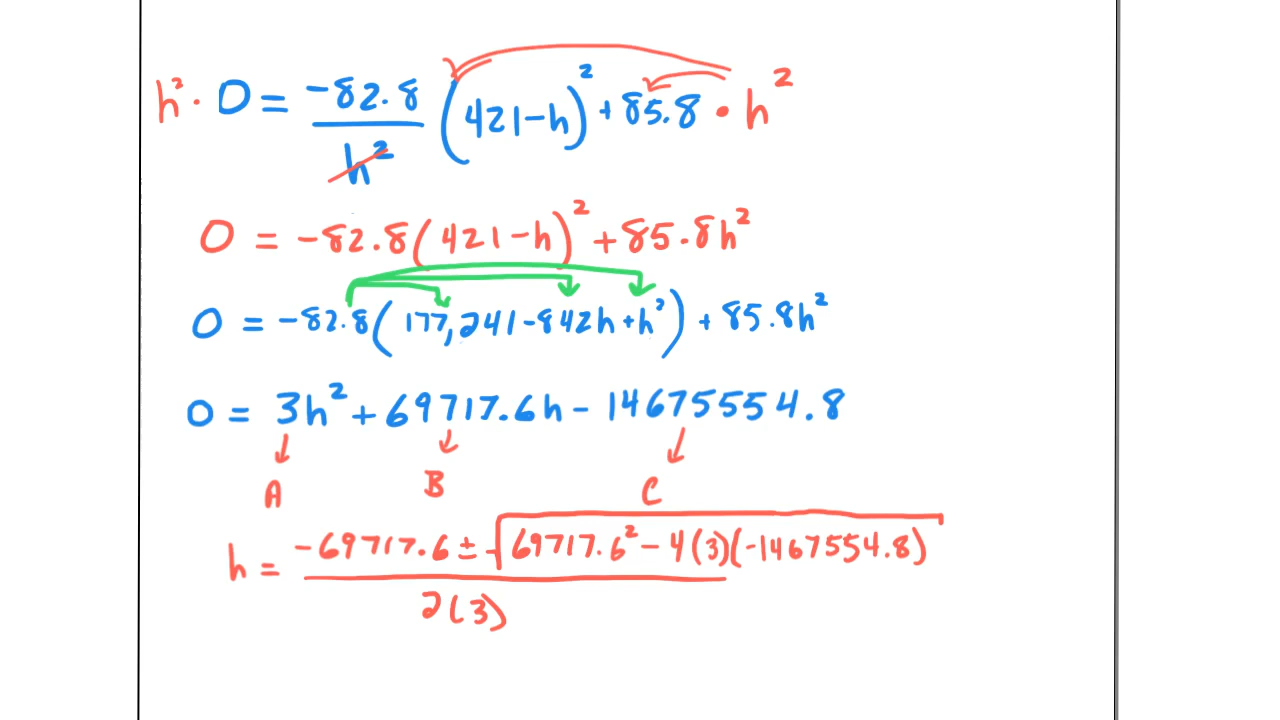 h² · 0 = -82.8/h² (421-h)² + 85.8 · h²
0 = -82.8(421-h)² + 85.8h²
0 = -82.8(177,241-842h+h²) + 85.8h²
0 = 3h² + 69717.6h - 14675554.8
A B C
h = -69717.6 ± √69717.6² - 4(3)(-1467554.8) / 2(3)